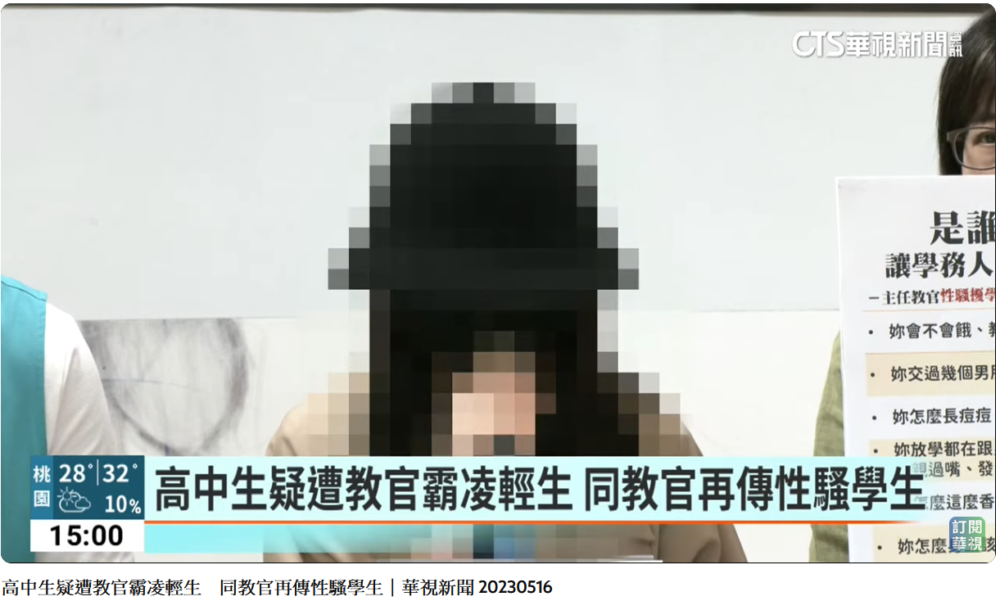 CTS華視新聞資訊
是誰
讓學務人
－主任教官性騷擾學
• 妳會不會餓、教
• 妳交過幾個男朋
• 妳怎麼長痘痘
• 妳放學都在跟
親過嘴、發
怎麼這麼香
• 妳怎麼
桃園 28° 32°
10%
15:00
高中生疑遭教官霸凌輕生 同教官再傳性騷學生
訂閱
華視
高中生疑遭教官霸凌輕生 同教官再傳性騷學生｜華視新聞 20230516